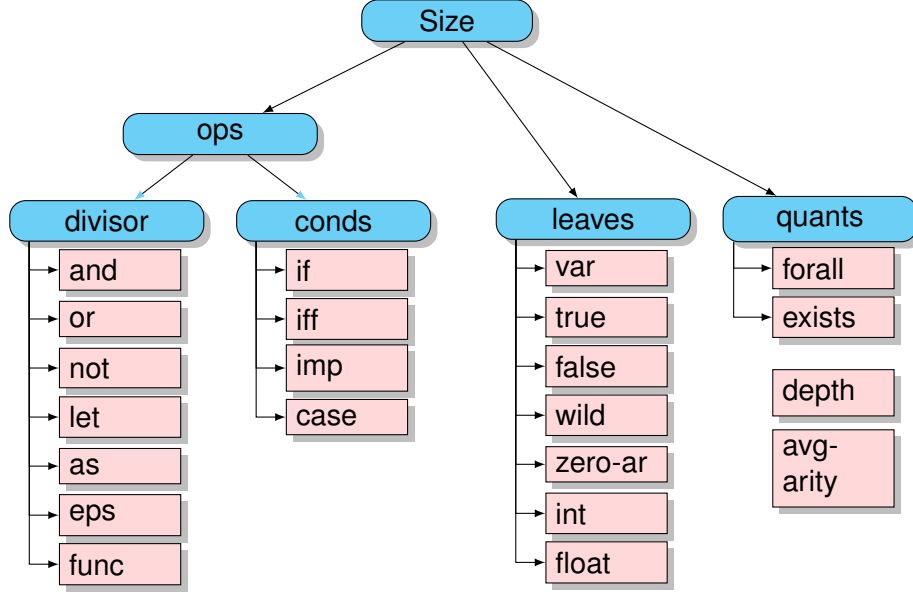 Size
ops
divisor
conds
leaves
quants
and
or
not
let
as
eps
func
if
iff
imp
case
var
true
false
wild
zero-ar
int
float
forall
exists
depth
avg-
arity